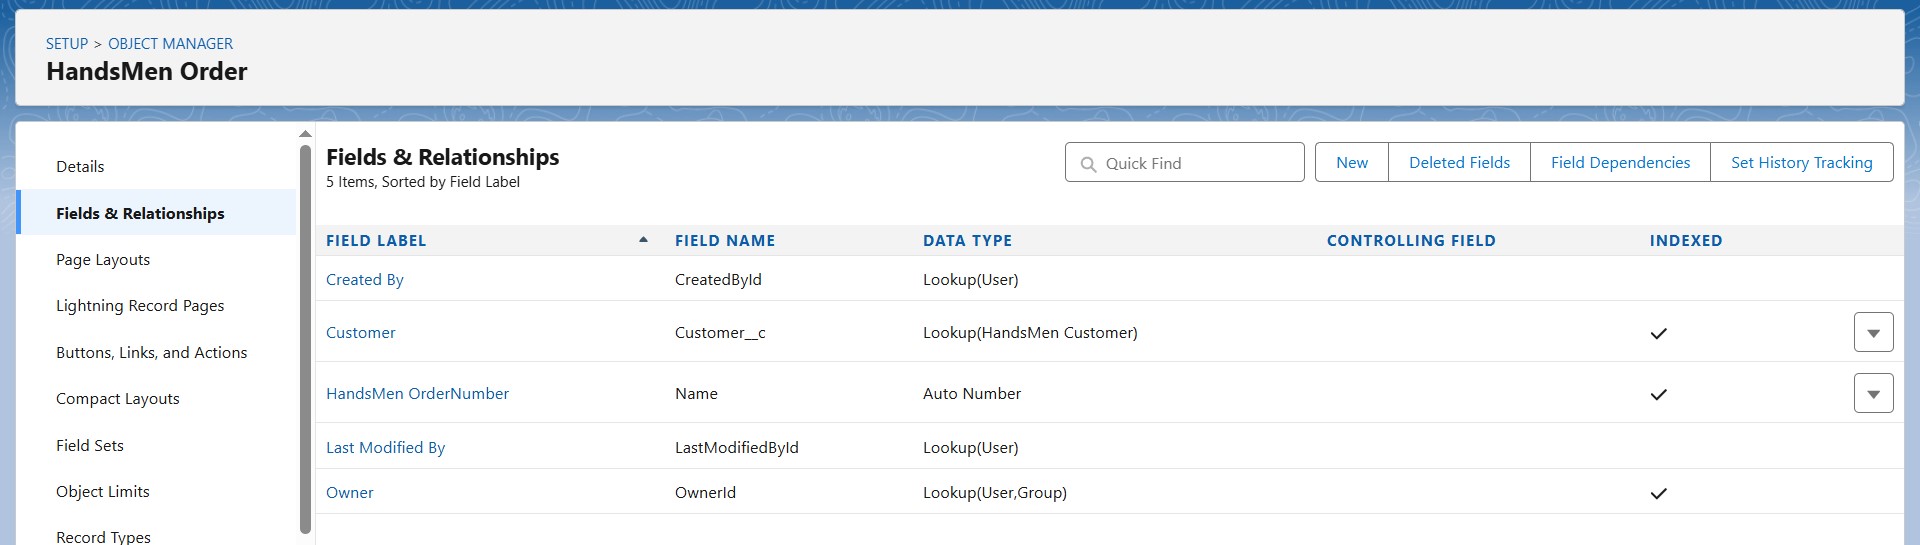 SETUP > OBJECT MANAGER
HandsMen Order
Details
Fields & Relationships
Page Layouts
Lightning Record Pages
Buttons, Links, and Actions
Compact Layouts
Field Sets
Object Limits
Record Types
Fields & Relationships
5 Items, Sorted by Field Label
Quick Find
New
Deleted Fields
Field Dependencies
Set History Tracking
FIELD LABEL FIELD NAME DATA TYPE CONTROLLING FIELD INDEXED
Created By CreatedById Lookup(User)
Customer Customer__c Lookup(HandsMen Customer)
HandsMen OrderNumber Name Auto Number
Last Modified By LastModifiedById Lookup(User)
Owner OwnerId Lookup(User,Group)